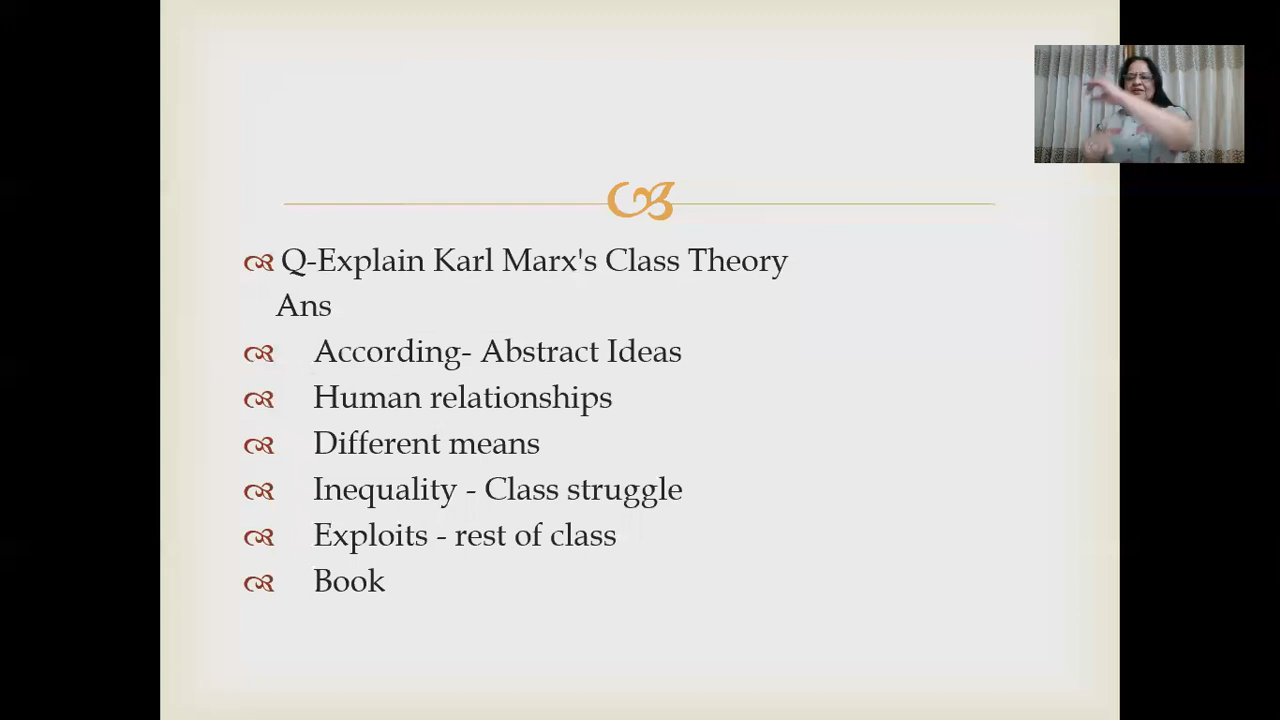 Q-Explain Karl Marx's Class Theory
Ans
According- Abstract Ideas
Human relationships
Different means
Inequality - Class struggle
Exploits - rest of class
Book